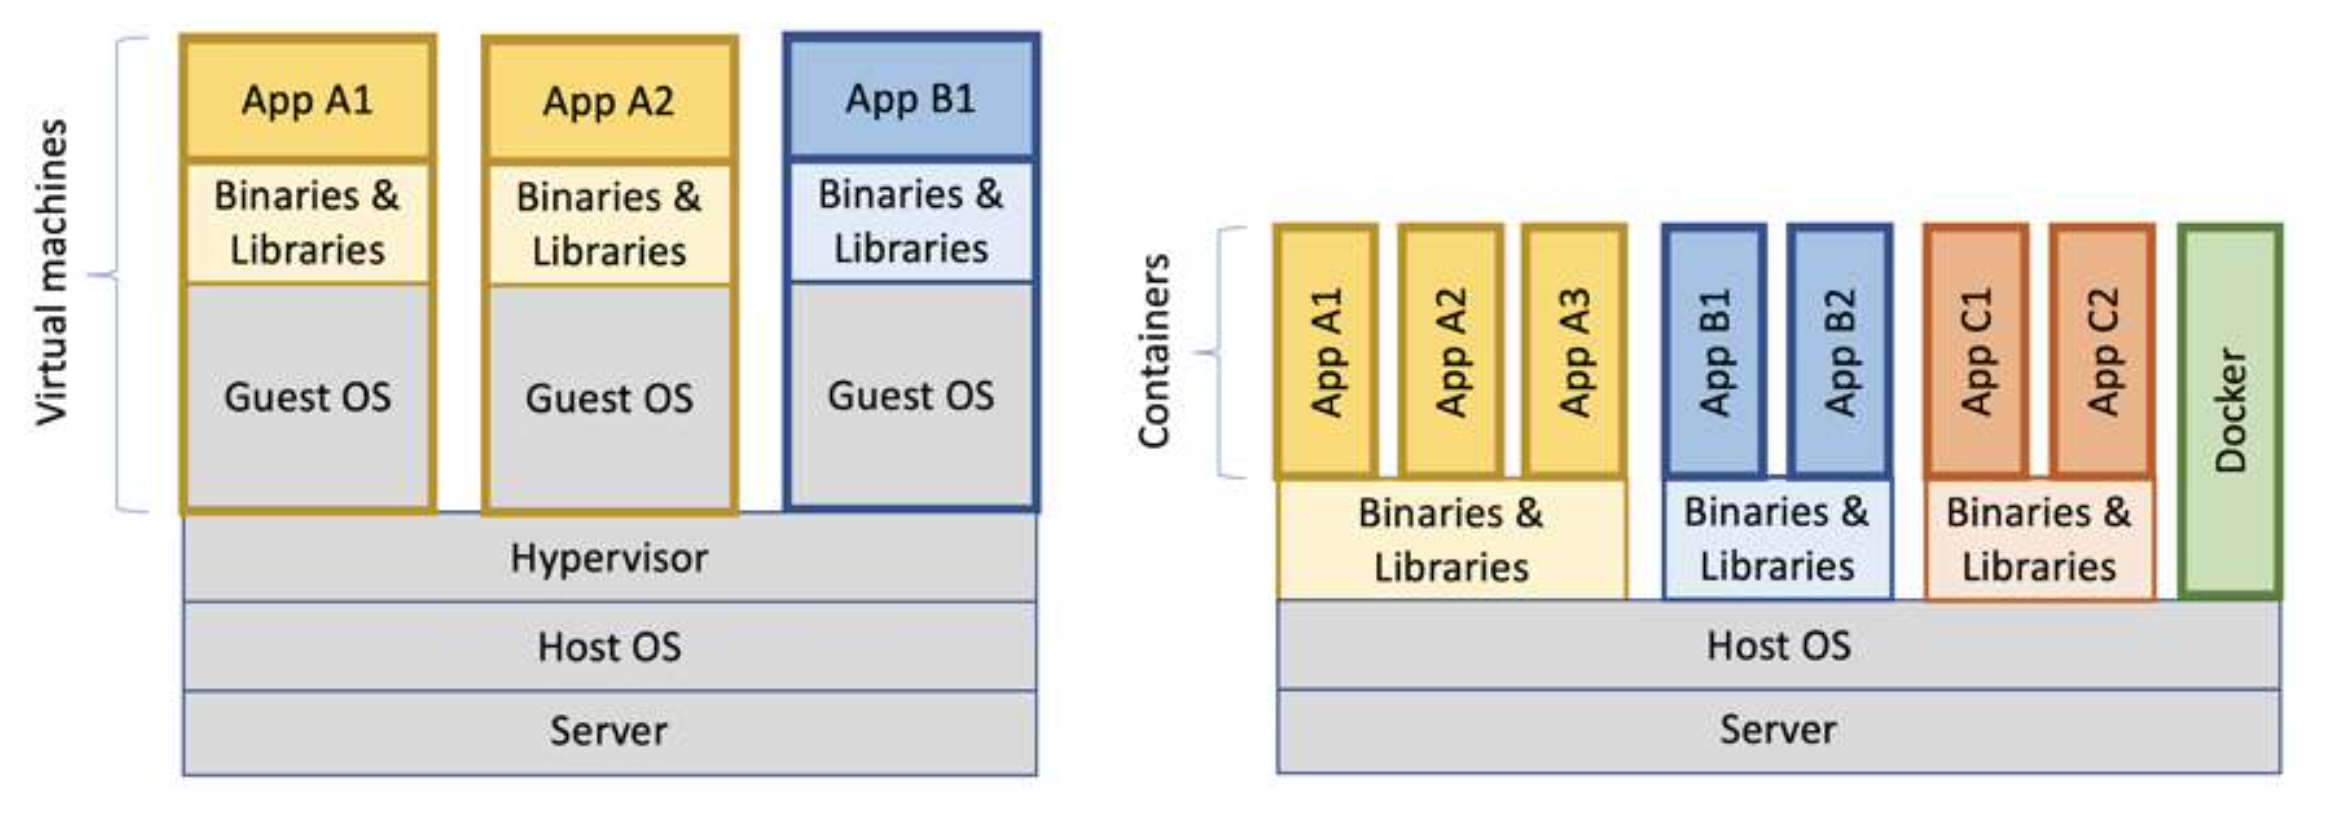 Virtual machines
App A1
App A2
App B1
Binaries &
Libraries
Binaries &
Libraries
Binaries &
Libraries
Guest OS
Guest OS
Guest OS
Hypervisor
Host OS
Server
Containers
App A1
App A2
App A3
App B1
App B2
App C1
App C2
Docker
Binaries &
Libraries
Binaries &
Libraries
Binaries &
Libraries
Host OS
Server